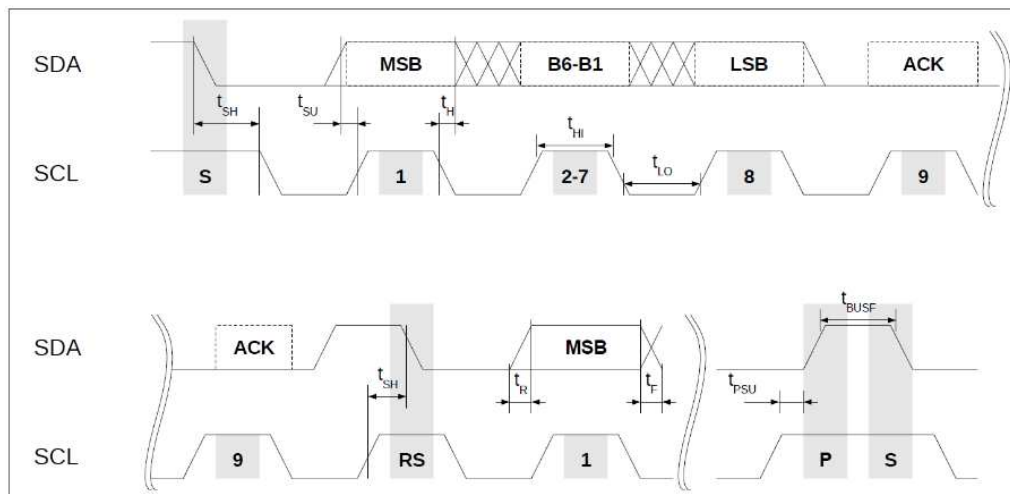 SDA MSB B6-B1 LSB ACK
tSH tSU tH tHI tLO
SCL S 1 2-7 8 9
tBUSF
SDA ACK MSB
tSH tR tF tPSU
SCL 9 RS 1 P S